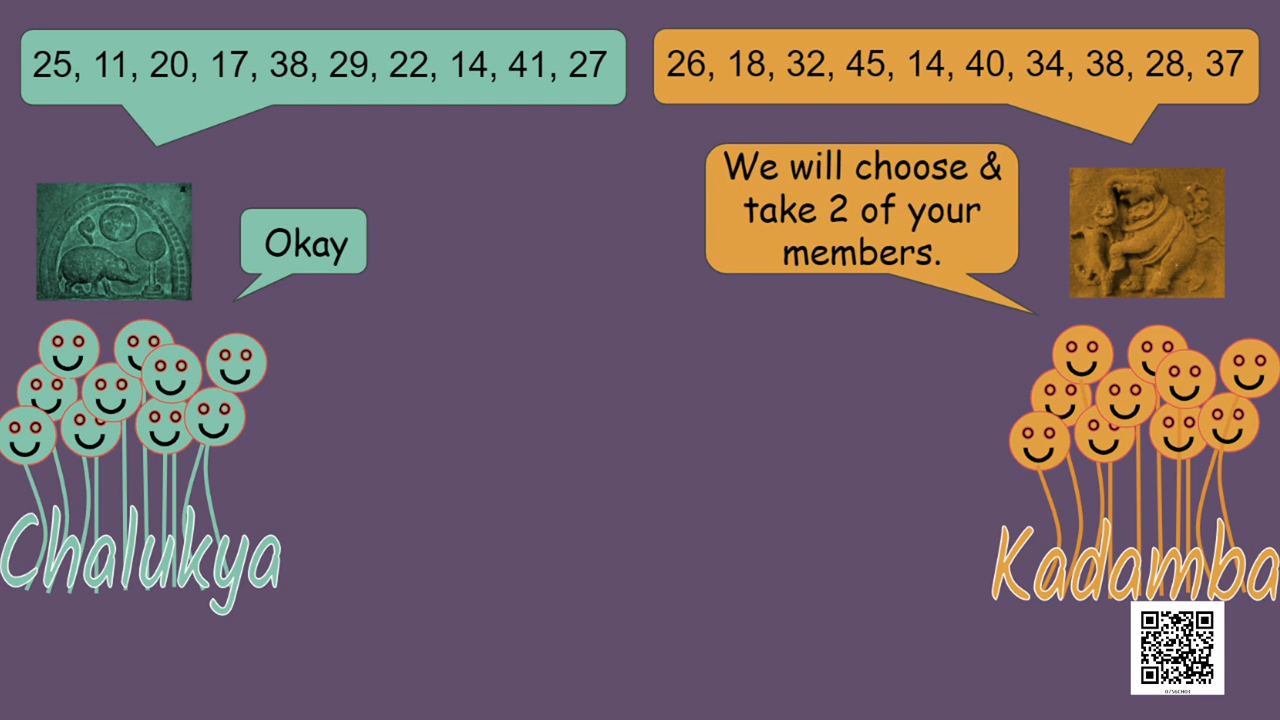 25, 11, 20, 17, 38, 29, 22, 14, 41, 27
26, 18, 32, 45, 14, 40, 34, 38, 28, 37
We will choose &
take 2 of your
members.
Okay
Chalukya
Kadamba